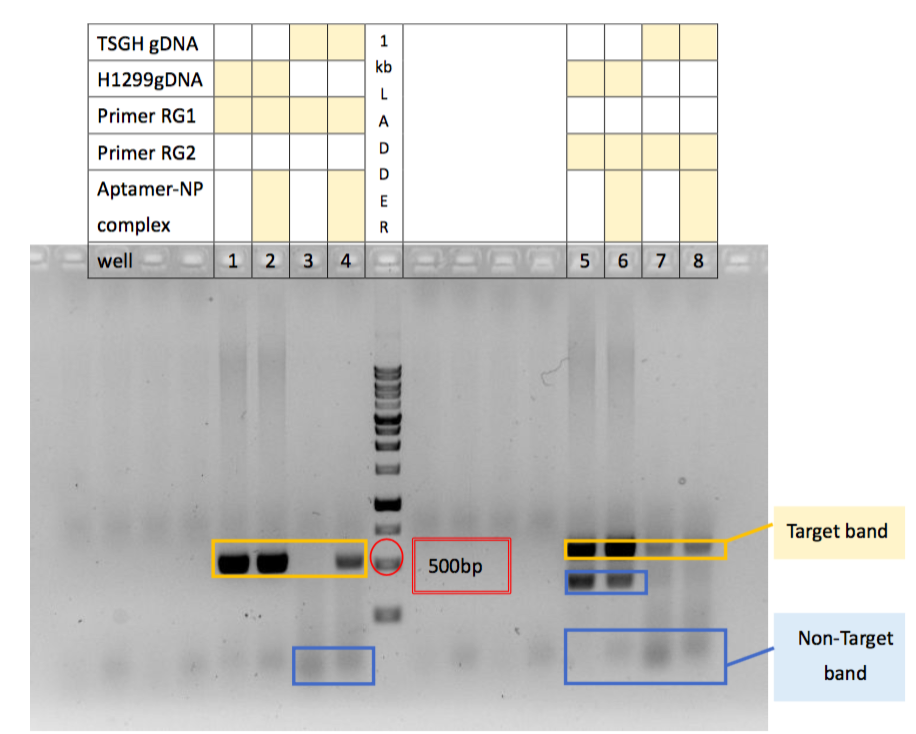 TSGH gDNA
H1299gDNA
Primer RG1
Primer RG2
Aptamer-NP
complex
1
kb
L
A
D
D
E
R
well 1 2 3 4 5 6 7 8
Target band
500bp
Non-Target
band